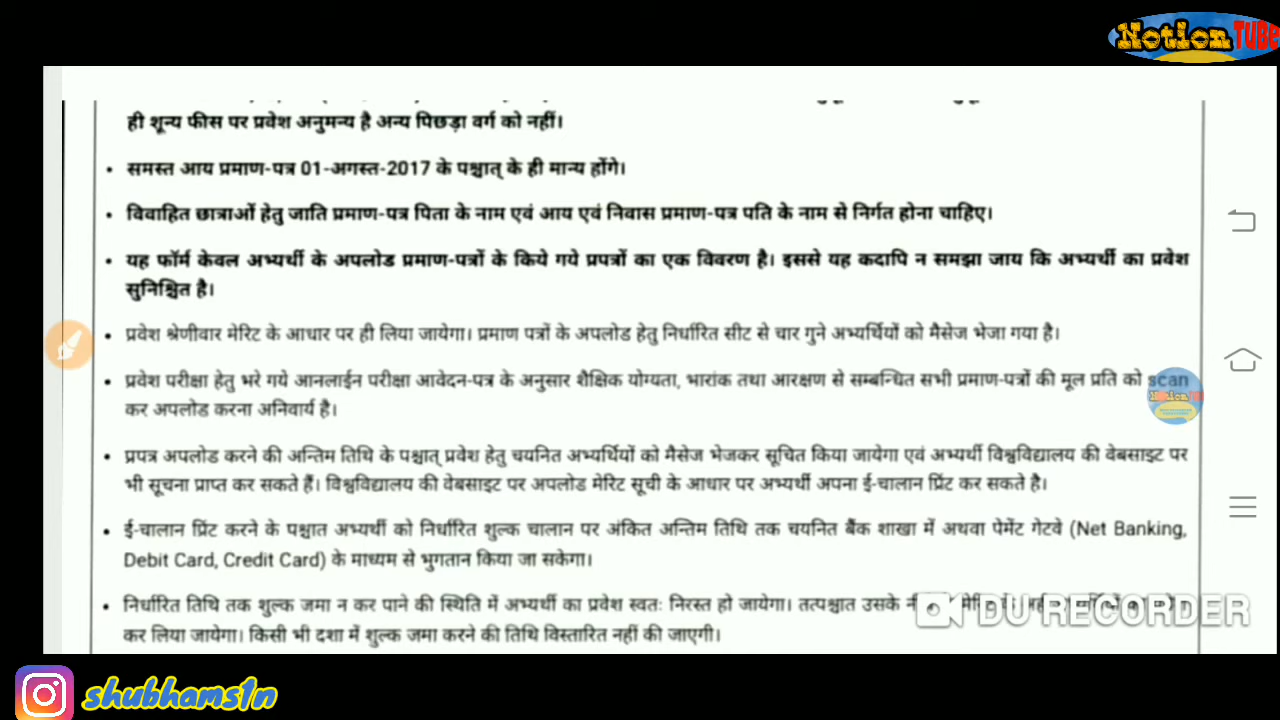 Notion TUBE
ही शून्य फीस पर प्रवेश अनुमन्य है अन्य पिछड़ा वर्ग को नहीं।
• समस्त आय प्रमाण-पत्र 01-अगस्त-2017 के पश्चात् के ही मान्य होंगे।
• विवाहित छात्राओं हेतु जाति प्रमाण-पत्र पिता के नाम एवं आय एवं निवास प्रमाण-पत्र पति के नाम से निर्गत होना चाहिए।
• यह फॉर्म केवल अभ्यर्थी के अपलोड प्रमाण-पत्रों के किये गये प्रपत्रों का एक विवरण है। इससे यह कदापि न समझा जाय कि अभ्यर्थी का प्रवेश
सुनिश्चित है।
• प्रवेश श्रेणीवार मेरिट के आधार पर ही लिया जायेगा। प्रमाण पत्रों के अपलोड हेतु निर्धारित सीट से चार गुने अभ्यर्थियों को मैसेज भेजा गया है।
• प्रवेश परीक्षा हेतु भरे गये आनलाईन परीक्षा आवेदन-पत्र के अनुसार शैक्षिक योग्यता, भारांक तथा आरक्षण से सम्बन्धित सभी प्रमाण-पत्रों की मूल प्रति को scan
कर अपलोड करना अनिवार्य है।
• प्रपत्र अपलोड करने की अन्तिम तिथि के पश्चात् प्रवेश हेतु चयनित अभ्यर्थियों को मैसेज भेजकर सूचित किया जायेगा एवं अभ्यर्थी विश्वविद्यालय की वेबसाइट पर
भी सूचना प्राप्त कर सकते हैं। विश्वविद्यालय की वेबसाइट पर अपलोड मेरिट सूची के आधार पर अभ्यर्थी अपना ई-चालान प्रिंट कर सकते है।
• ई-चालान प्रिंट करने के पश्चात अभ्यर्थी को निर्धारित शुल्क चालान पर अंकित अन्तिम तिथि तक चयनित बैंक शाखा में अथवा पेमेंट गेटवे (Net Banking,
Debit Card, Credit Card) के माध्यम से भुगतान किया जा सकेगा।
• निर्धारित तिथि तक शुल्क जमा न कर पाने की स्थिति में अभ्यर्थी का प्रवेश स्वतः निरस्त हो जायेगा। तत्पश्चात उसके
DU RECORDER
कर लिया जायेगा। किसी भी दशा में शुल्क जमा करने की तिथि विस्तारित नहीं की जाएगी।
shubhams1n